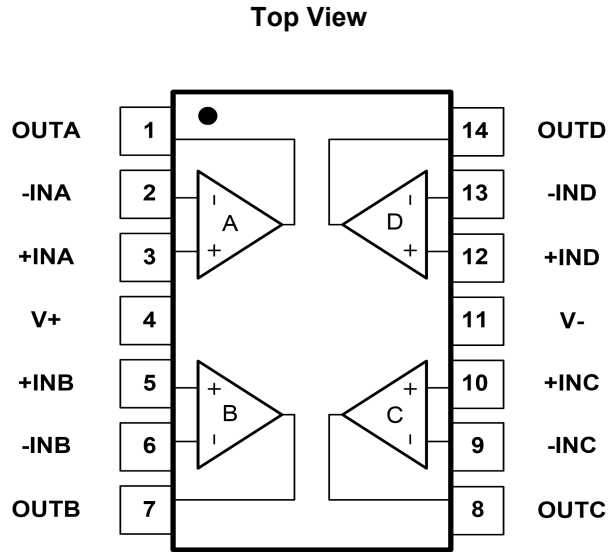 Top View
OUTA 1 14 OUTD
-INA 2 - A + D - + 13 -IND
+INA 3 12 +IND
V+ 4 11 V-
+INB 5 + B - C + - 10 +INC
-INB 6 9 -INC
OUTB 7 8 OUTC